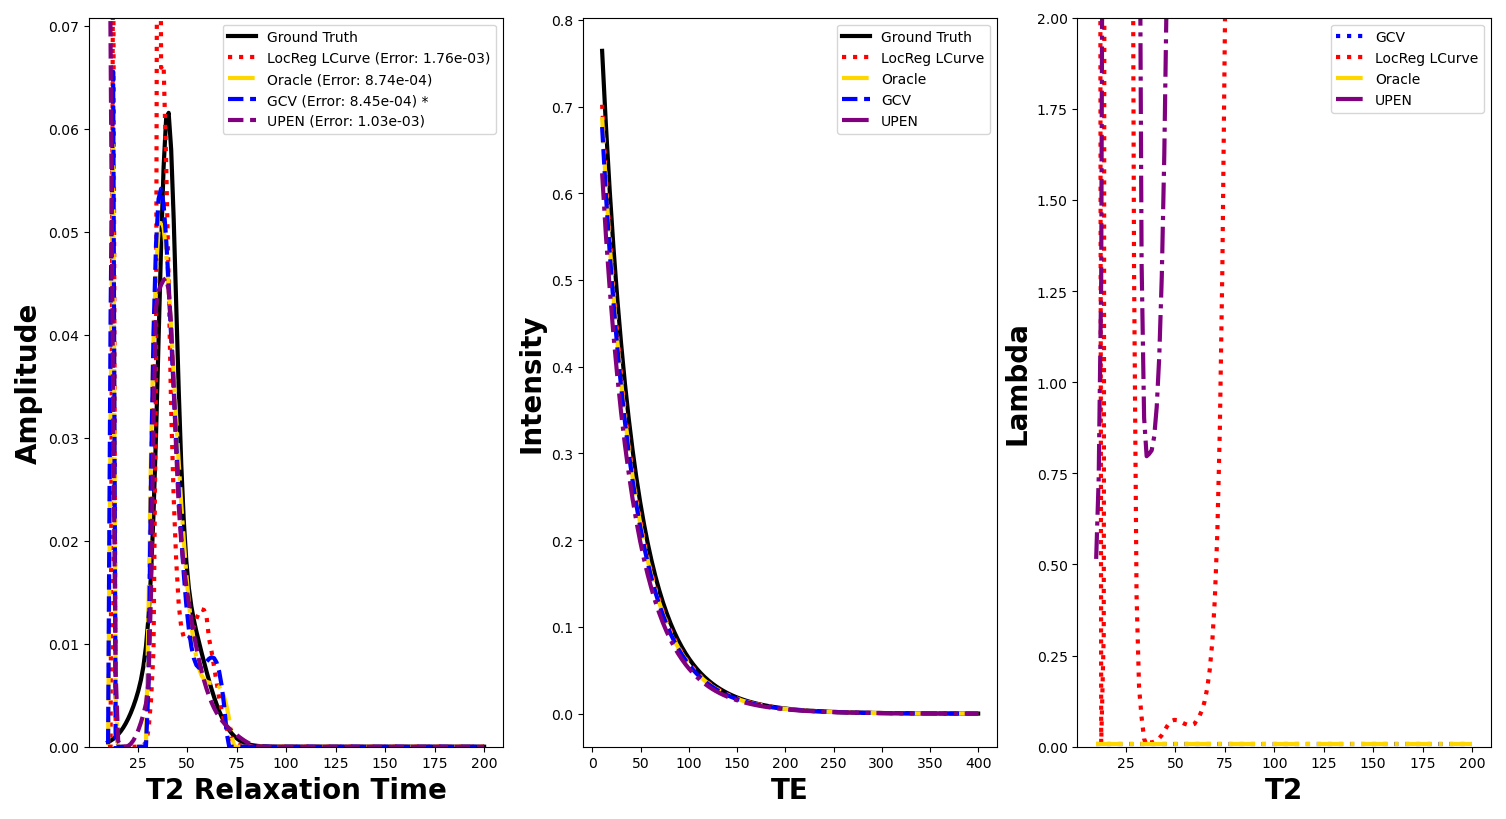 0.07
0.06
0.05
0.04
0.03
0.02
0.01
0.00
Amplitude
25 50 75 100 125 150 175 200
T2 Relaxation Time
Ground Truth
LocReg LCurve (Error: 1.76e-03)
Oracle (Error: 8.74e-04)
GCV (Error: 8.45e-04) *
UPEN (Error: 1.03e-03)
0.8
0.7
0.6
0.5
0.4
0.3
0.2
0.1
0.0
Intensity
0 50 100 150 200 250 300 350 400
TE
Ground Truth
LocReg LCurve
Oracle
GCV
UPEN
2.00
1.75
1.50
1.25
1.00
0.75
0.50
0.25
0.00
Lambda
25 50 75 100 125 150 175 200
T2
GCV
LocReg LCurve
Oracle
UPEN